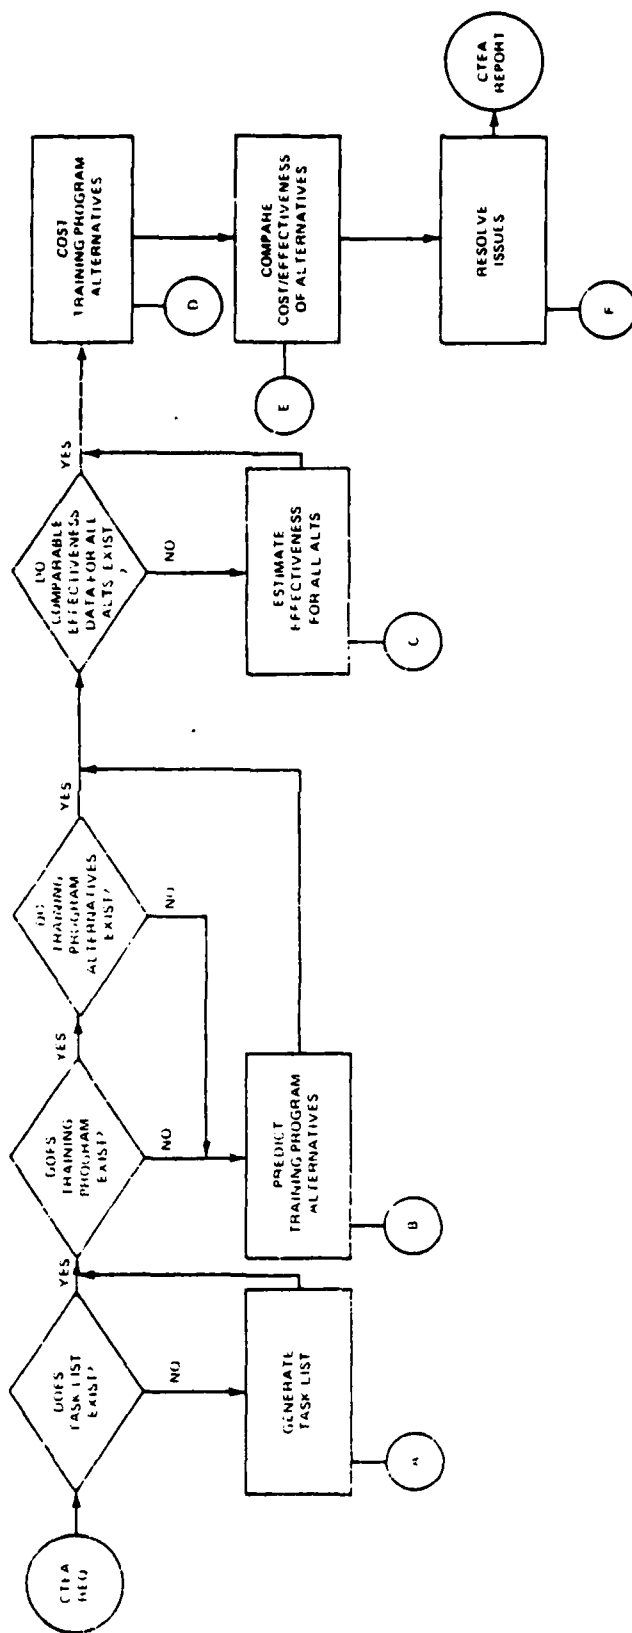 CTEA
REQ
DOES
TASK LIST
EXIST?
YES
NO
GENERATE
TASK LIST
A
DOES
TRAINING
PROGRAM
EXIST?
YES
NO
PREDICT
TRAINING PROGRAM
ALTERNATIVES
B
DO
TRAINING
PROGRAM
ALTERNATIVES
EXIST?
YES
NO
DO
COMPARABLE
EFFECTIVENESS
DATA FOR ALL
ALTS EXIST
?
YES
NO
ESTIMATE
EFFECTIVENESS
FOR ALL ALTS
C
COST
TRAINING PROGRAM
ALTERNATIVES
D
COMPARE
COST/EFFECTIVENESS
OF ALTERNATIVES
E
RESOLVE
ISSUES
F
CTEA
REPORT